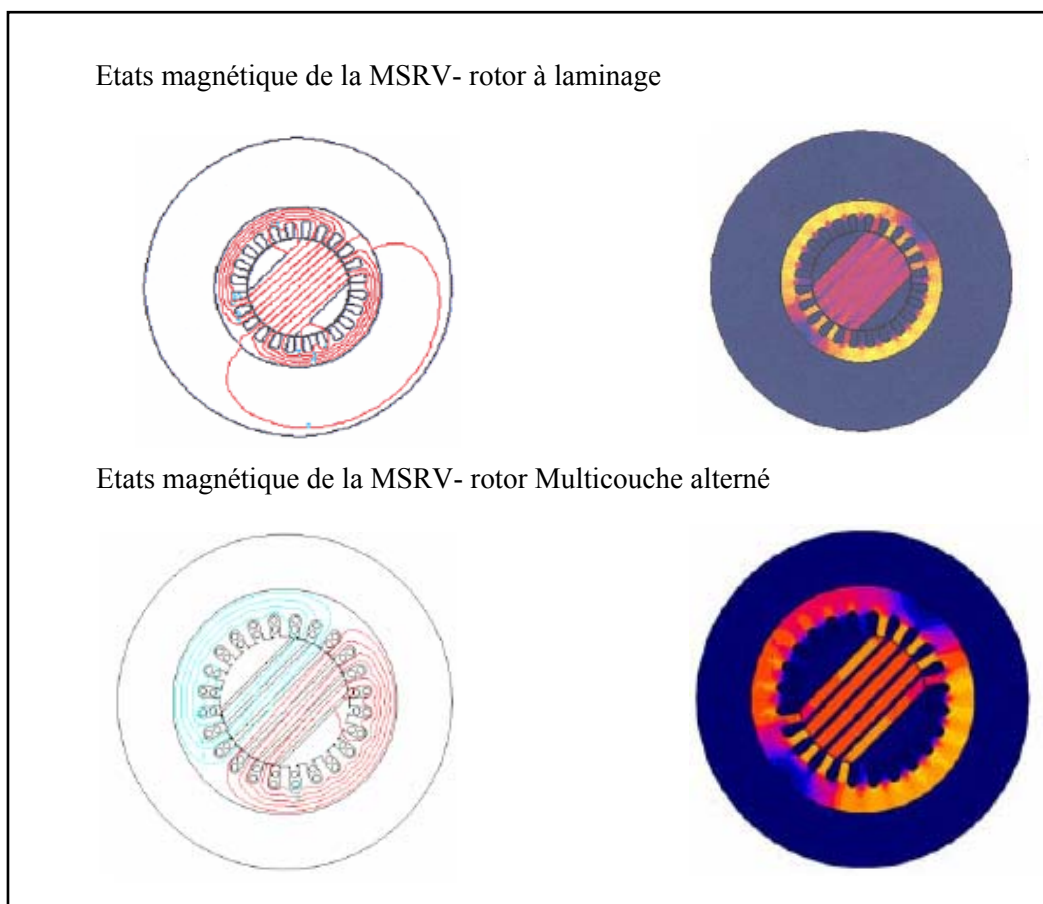 Etats magnétique de la MSRV- rotor à laminage
Etats magnétique de la MSRV- rotor Multicouche alterné